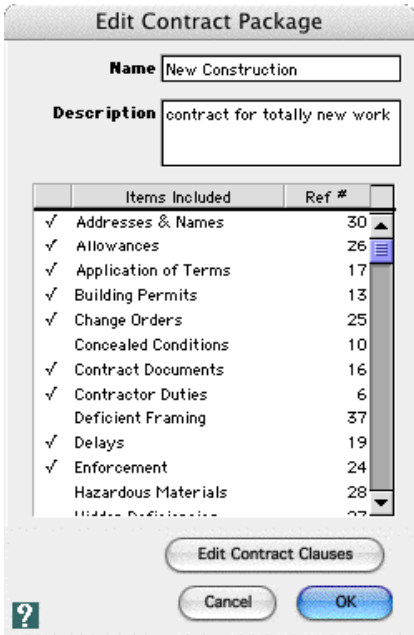 Edit Contract Package
Name New Construction
Description contract for totally new work
Items Included Ref #
✓ Addresses & Names 30
✓ Allowances 26
✓ Application of Terms 17
✓ Building Permits 13
✓ Change Orders 25
Concealed Conditions 10
✓ Contract Documents 16
✓ Contractor Duties 6
Deficient Framing 37
✓ Delays 19
✓ Enforcement 24
Hazardous Materials 28
Edit Contract Clauses
Cancel OK
?